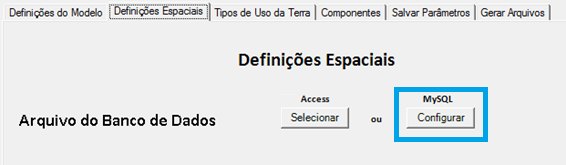 Definições do Modelo Definições Espaciais Tipos de Uso da Terra Componentes Salvar Parâmetros Gerar Arquivos
Definições Espaciais
Access MySQL
Arquivo do Banco de Dados Selecionar ou Configurar